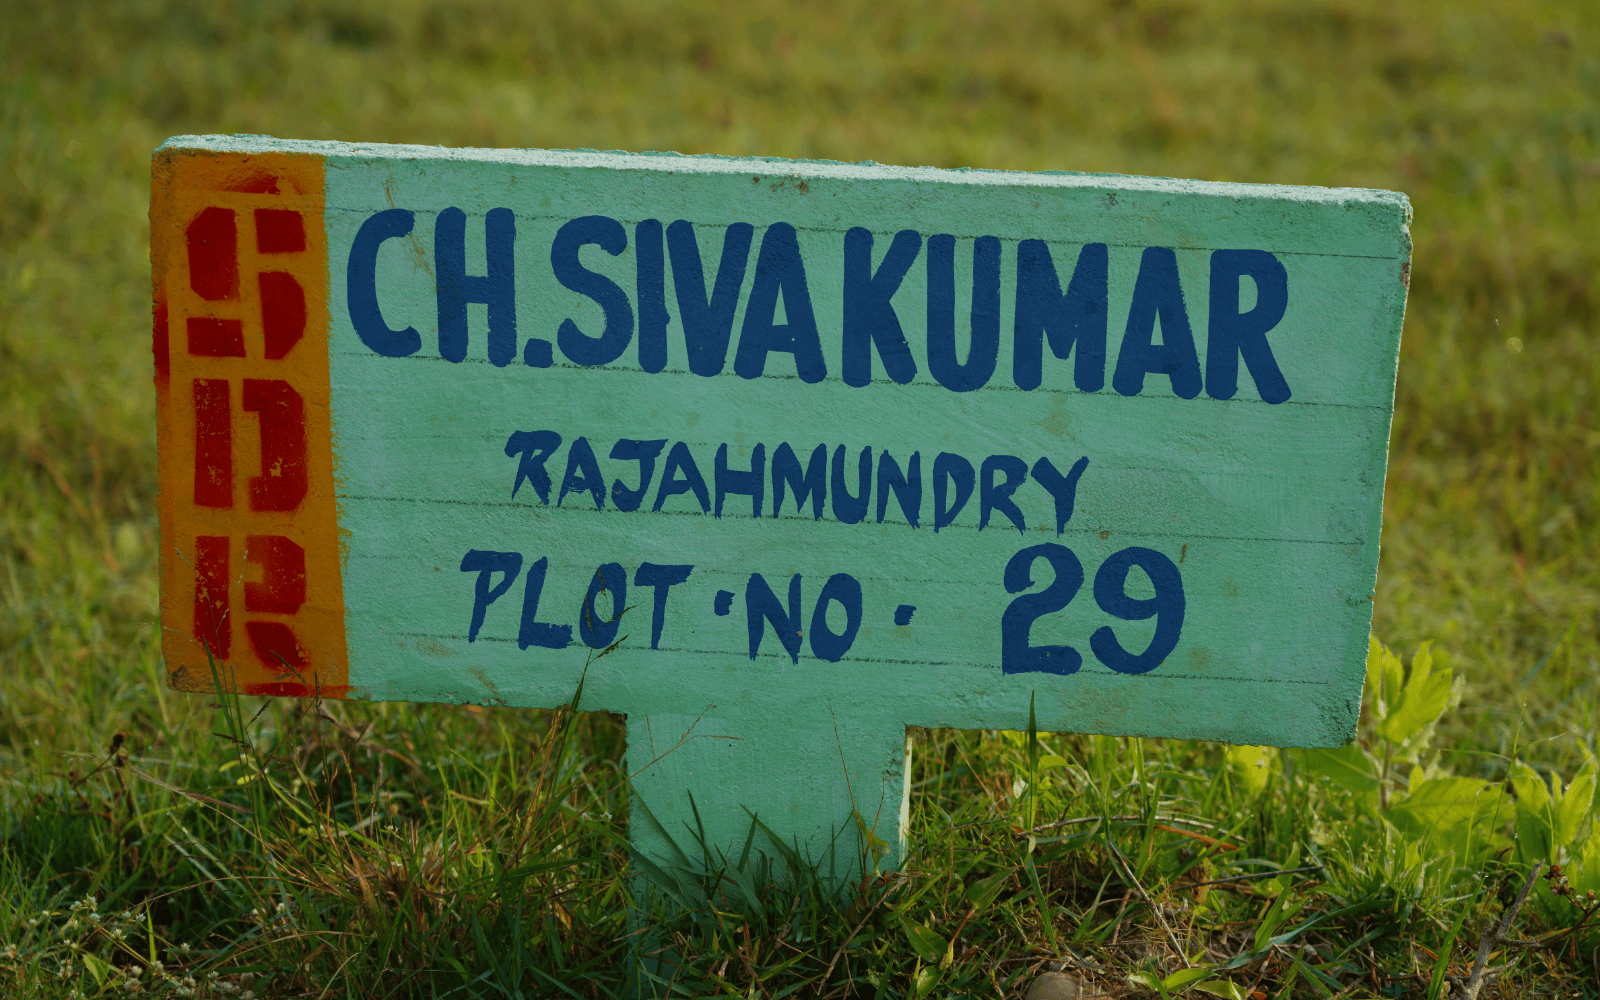 SDR
CH.SIVA KUMAR
RAJAHMUNDRY
PLOT·NO· 29